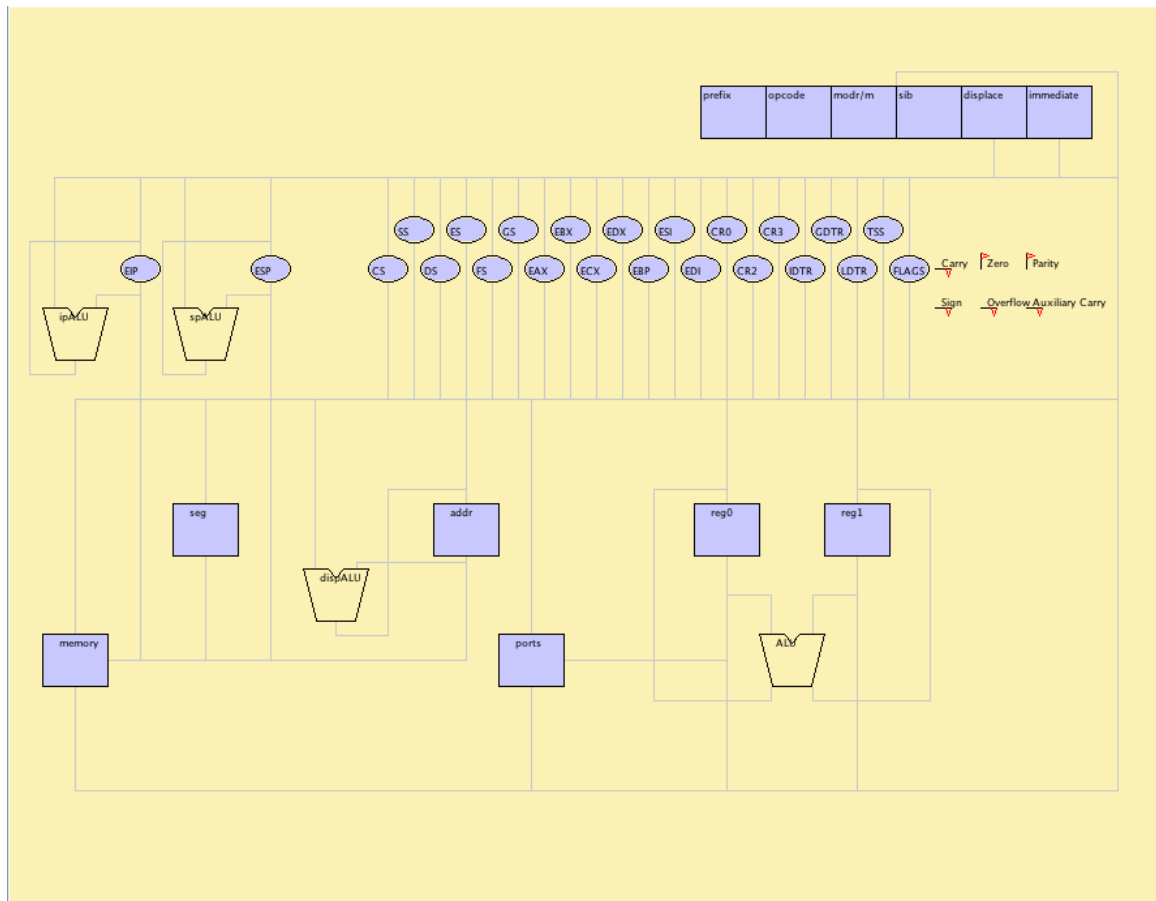 prefix opcode modr/m sib displace immediate
SS ES GS EBX EDX ESI CR0 CR3 GDTR TSS
EIP ESP CS DS FS EAX ECX EBP EDI CR2 IDTR LDTR FLAGS
Carry Zero Parity
Sign Overflow Auxiliary Carry
ipALU spALU
seg addr reg0 reg1
dispALU
memory ports ALU